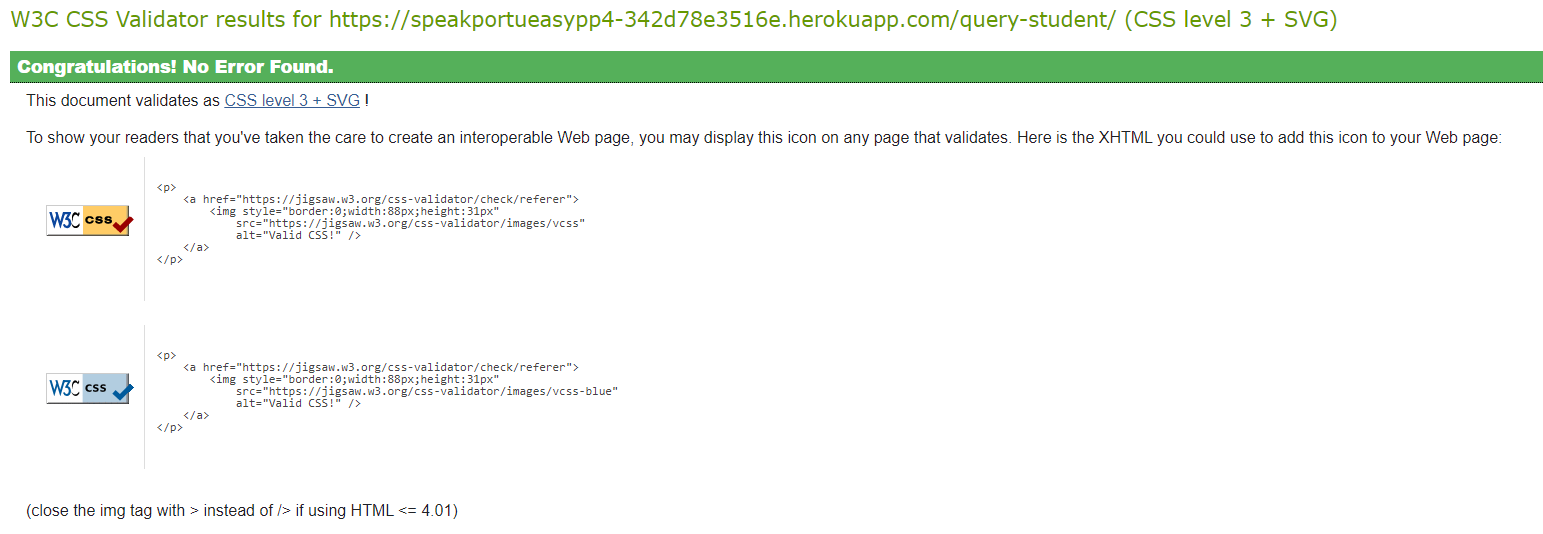 W3C CSS Validator results for https://speakportueasypp4-342d78e3516e.herokuapp.com/query-student/ (CSS level 3 + SVG)
Congratulations! No Error Found.
This document validates as CSS level 3 + SVG !
To show your readers that you've taken the care to create an interoperable Web page, you may display this icon on any page that validates. Here is the XHTML you could use to add this icon to your Web page:
W3C css
<p>
    <a href="https://jigsaw.w3.org/css-validator/check/referer">
        <img style="border:0;width:88px;height:31px"
            src="https://jigsaw.w3.org/css-validator/images/vcss"
            alt="Valid CSS!" />
    </a>
</p>
W3C css
<p>
    <a href="https://jigsaw.w3.org/css-validator/check/referer">
        <img style="border:0;width:88px;height:31px"
            src="https://jigsaw.w3.org/css-validator/images/vcss-blue"
            alt="Valid CSS!" />
    </a>
</p>
(close the img tag with > instead of /> if using HTML <= 4.01)